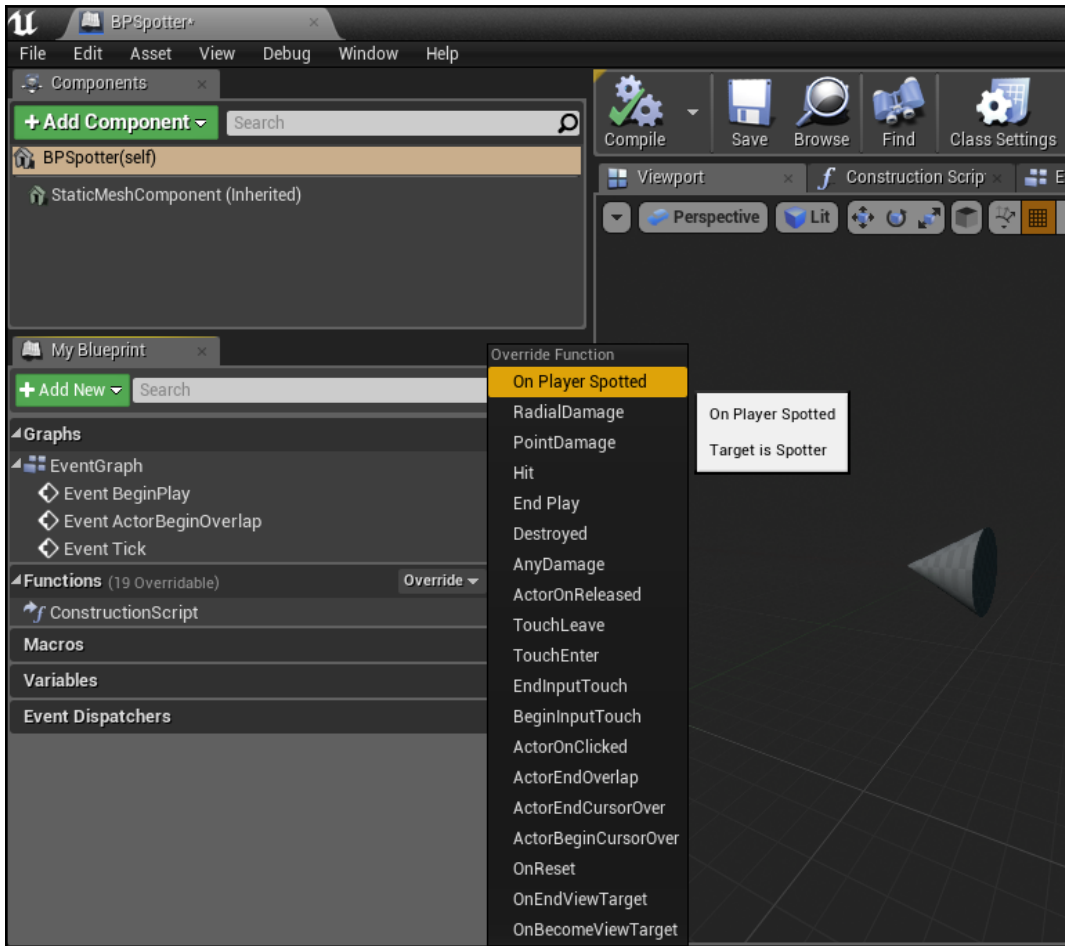 BPSpotter*
File Edit Asset View Debug Window Help
Components
+Add Component Search
BPSpotter(self)
StaticMeshComponent (Inherited)
Compile Save Browse Find Class Settings
Viewport Construction Scrip E
Perspective Lit
My Blueprint
+Add New Search
Graphs
EventGraph
Event BeginPlay
Event ActorBeginOverlap
Event Tick
Functions (19 Overridable) Override
ConstructionScript
Macros
Variables
Event Dispatchers
Override Function
On Player Spotted
RadialDamage
PointDamage
Hit
End Play
Destroyed
AnyDamage
ActorOnReleased
TouchLeave
TouchEnter
EndInputTouch
BeginInputTouch
ActorOnClicked
ActorEndOverlap
ActorEndCursorOver
ActorBeginCursorOver
OnReset
OnEndViewTarget
OnBecomeViewTarget
On Player Spotted
Target is Spotter